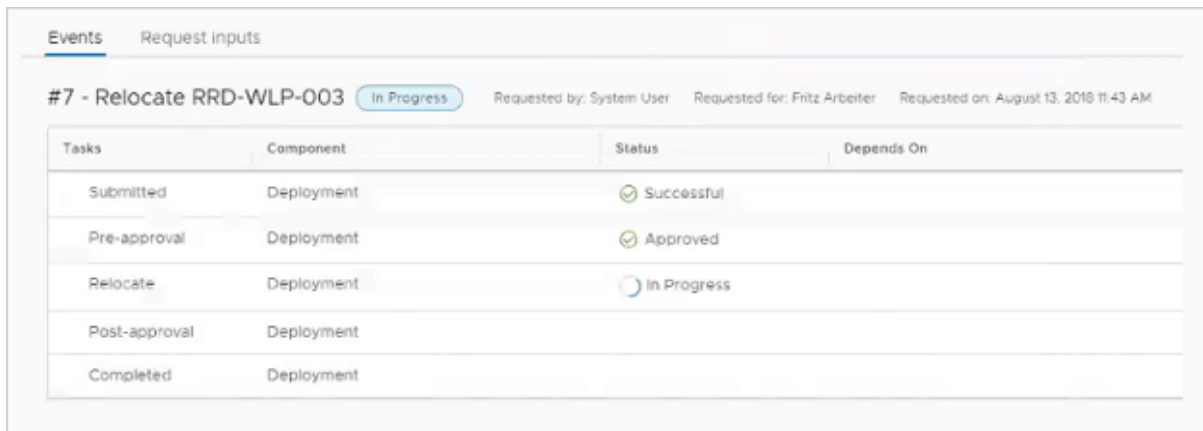 Events Request inputs
#7 - Relocate RRD-WLP-003 In Progress Requested by: System User Requested for: Fritz Arbeiter Requested on: August 13, 2018 11:43 AM
Tasks Component Status Depends On
Submitted Deployment Successful
Pre-approval Deployment Approved
Relocate Deployment In Progress
Post-approval Deployment
Completed Deployment